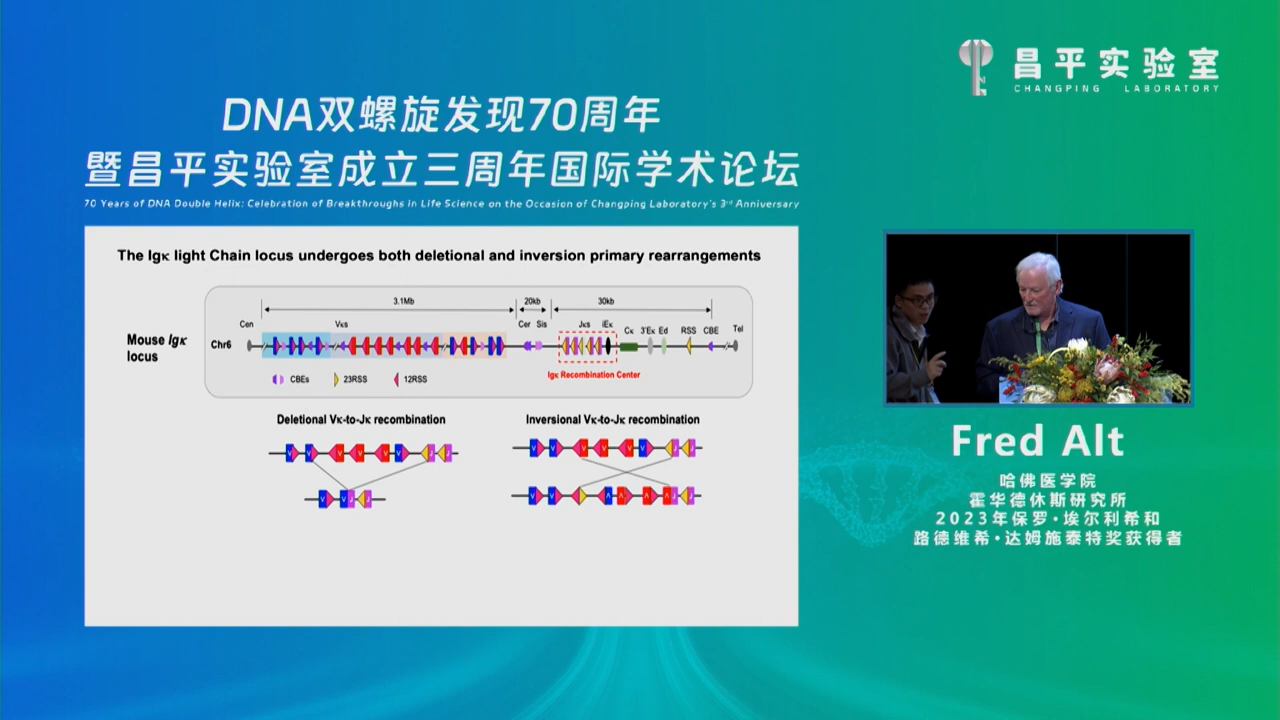 昌平实验室
CHANGPING LABORATORY
DNA双螺旋发现70周年
暨昌平实验室成立三周年国际学术论坛
70 Years of DNA Double Helix: Celebration of Breakthroughs in Life Science on the Occasion of Changping Laboratory's 3rd Anniversary
The Igκ light Chain locus undergoes both deletional and inversion primary rearrangements
3.1Mb 20kb 30kb
Cen Vκs Cer Sis Jκs iEκ Cκ 3'Eκ Ed RSS CBE Tel
Mouse Igκ
locus
Chr6
CBEs 23RSS 12RSS
Igκ Recombination Center
Deletional Vκ-to-Jκ recombination
Inversional Vκ-to-Jκ recombination
Fred Alt
哈佛医学院
霍华德休斯研究所
2023年保罗·埃尔利希和
路德维希·达姆施泰特奖获得者